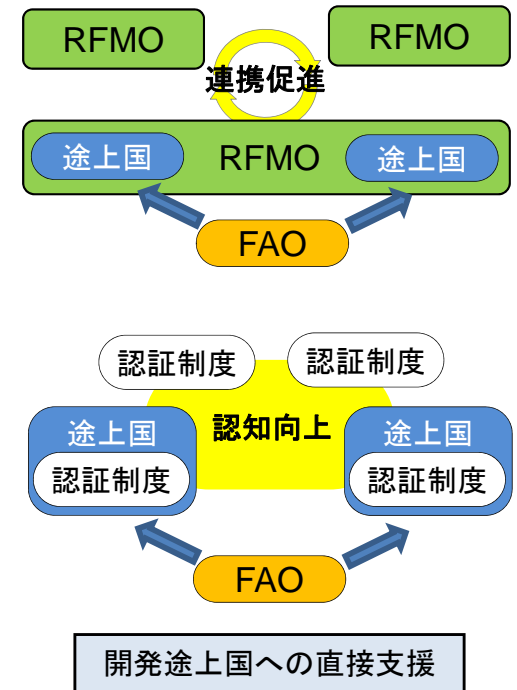 RFMO
RFMO
連携促進
途上国
RFMO
途上国
FAO
認証制度
認証制度
認知向上
途上国
認証制度
途上国
認証制度
FAO
開発途上国への直接支援